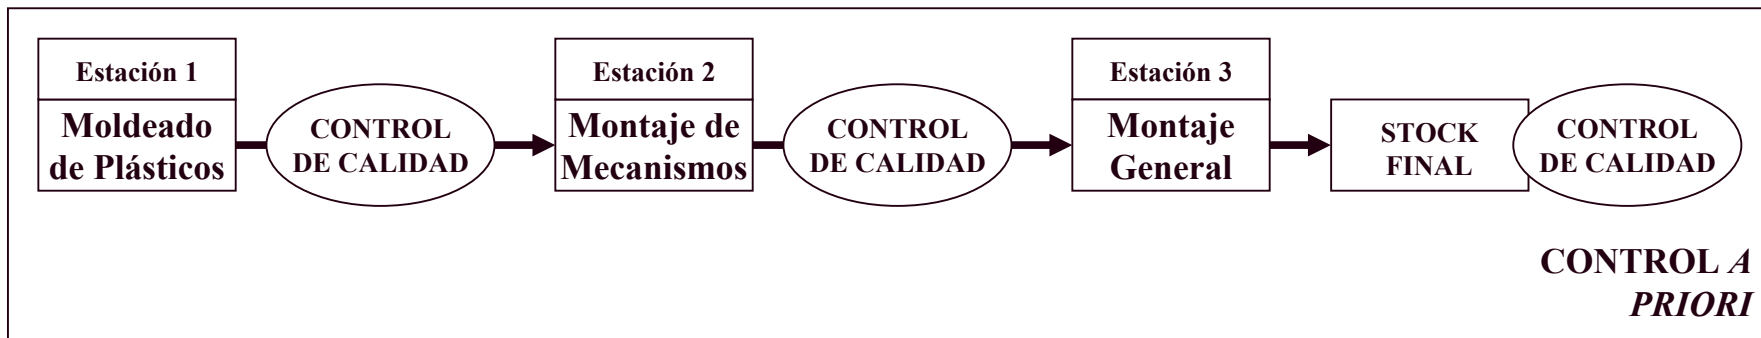 Estación 1
Moldeado
de Plásticos
CONTROL
DE CALIDAD
Estación 2
Montaje de
Mecanismos
CONTROL
DE CALIDAD
Estación 3
Montaje
General
STOCK
FINAL
CONTROL
DE CALIDAD
CONTROL A
PRIORI